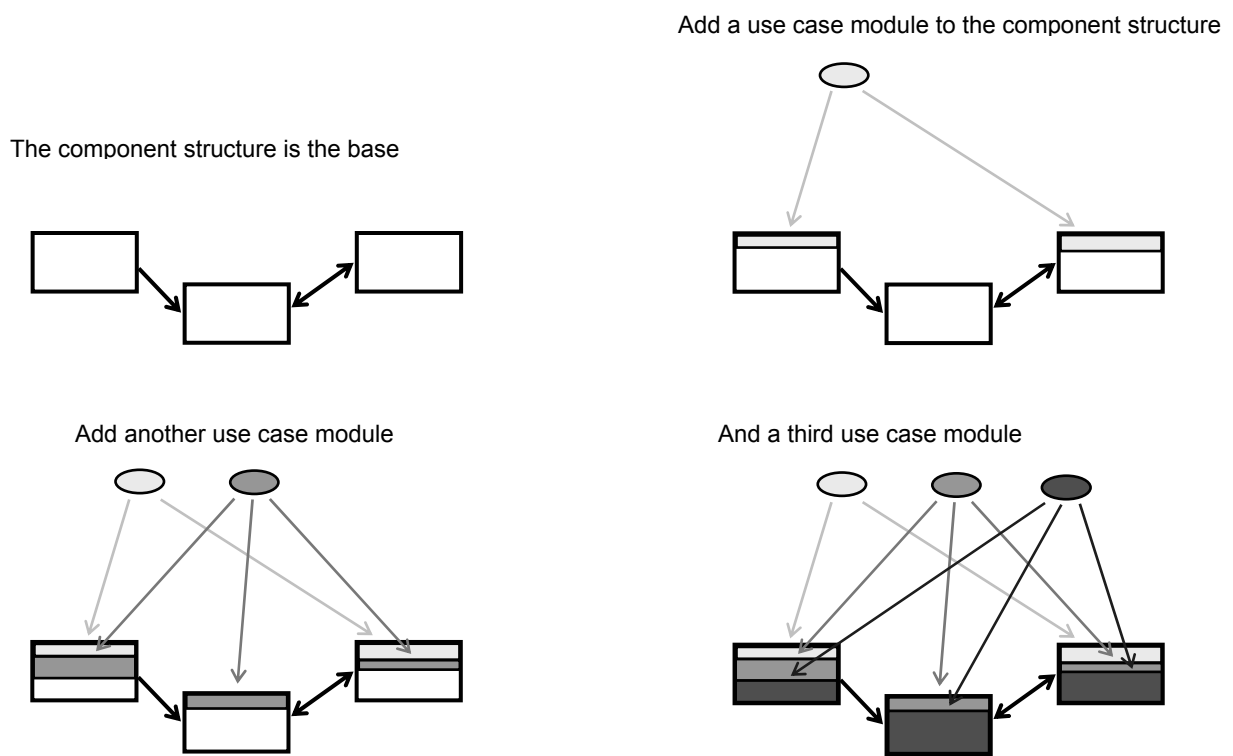 Add a use case module to the component structure
The component structure is the base
Add another use case module
And a third use case module